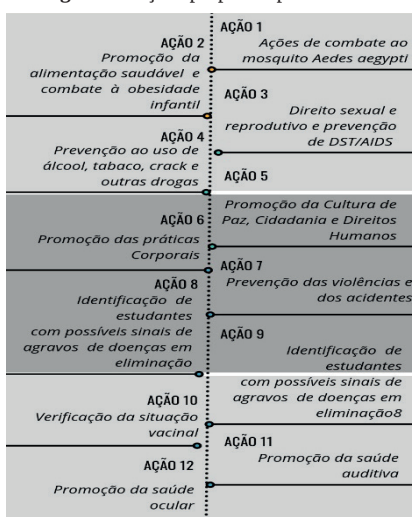 AÇÃO 1
Ações de combate ao
mosquito Aedes aegypti
AÇÃO 2
Promoção da
alimentação saudável e
combate à obesidade
infantil
AÇÃO 3
Direito sexual e
reprodutivo e prevenção
de DST/AIDS
AÇÃO 4
Prevenção ao uso de
álcool, tabaco, crack e
outras drogas
AÇÃO 5
Promoção da Cultura de
Paz, Cidadania e Direitos
Humanos
AÇÃO 6
Promoção das práticas
Corporais
AÇÃO 7
Prevenção das violências e
dos acidentes
AÇÃO 8
Identificação de
estudantes
com possíveis sinais de
agravos de doenças em
eliminação
AÇÃO 9
Identificação de
estudantes
com possíveis sinais de
agravos de doenças em
eliminação8
AÇÃO 10
Verificação da situação
vacinal
AÇÃO 11
Promoção da saúde
auditiva
AÇÃO 12
Promoção da saúde
ocular